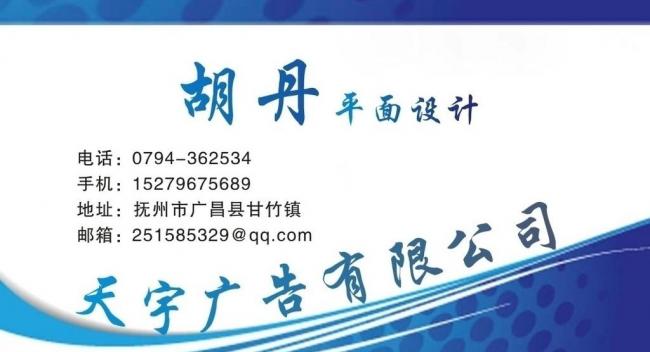 胡丹 平面设计
电话：0794-362534
手机：15279675689
地址：抚州市广昌县甘竹镇
邮箱：251585329@qq.com
天宇广告有限公司